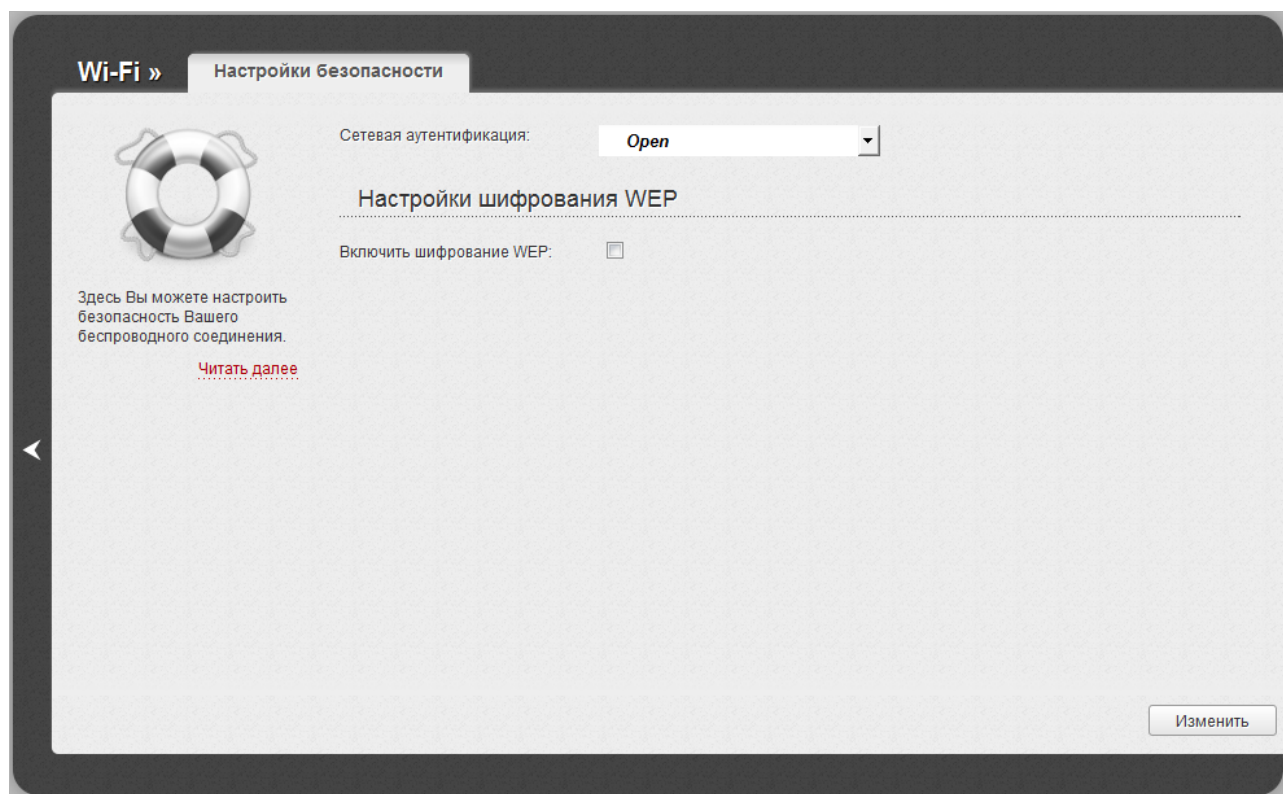 Wi-Fi »
Настройки безопасности
Сетевая аутентификация:
Open
Настройки шифрования WEP
Включить шифрование WEP:
Здесь Вы можете настроить
безопасность Вашего
беспроводного соединения.
Читать далее
Изменить